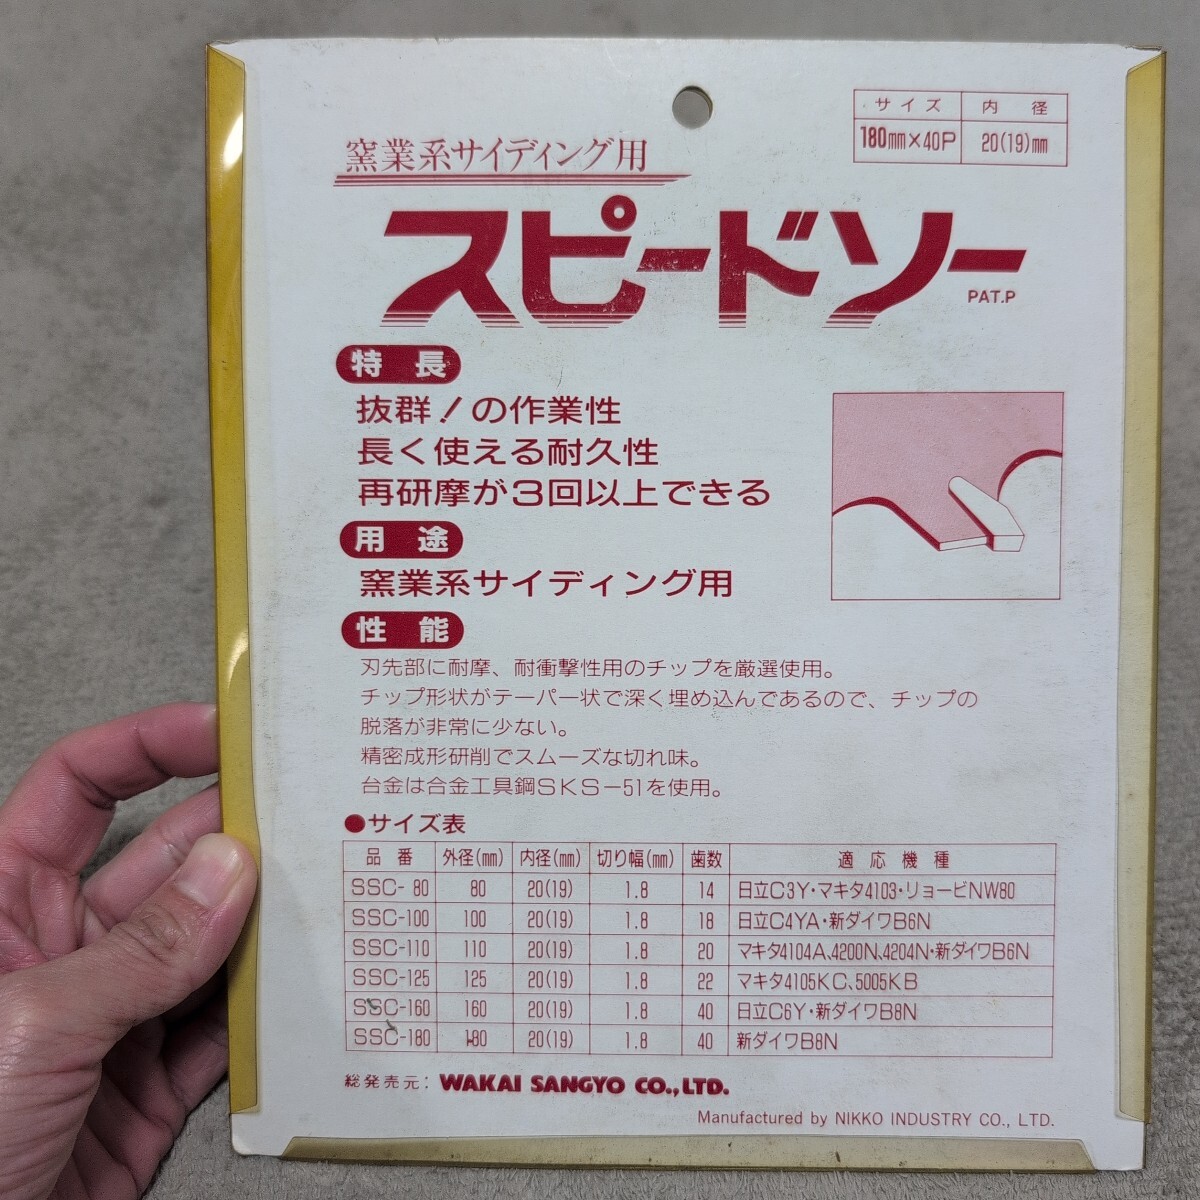 サイズ 内径
180mm×40P 20(19)mm
窯業系サイディング用
スピードソー
PAT.P
特長
抜群！の作業性
長く使える耐久性
再研摩が3回以上できる
用途
窯業系サイディング用
性能
刃先部に耐摩、耐衝撃性用のチップを厳選使用。
チップ形状がテーパー状で深く埋め込んであるので、チップの
脱落が非常に少ない。
精密成形研削でスムーズな切れ味。
台金は合金工具鋼SKS-51を使用。
●サイズ表
品番 外径(mm) 内径(mm) 切り幅(mm) 歯数 適応機種
SSC-80 80 20(19) 1.8 14 日立C3Y・マキタ4103・リョービNW80
SSC-100 100 20(19) 1.8 18 日立C4YA・新ダイワB6N
SSC-110 110 20(19) 1.8 20 マキタ4104A、4200N、4204N・新ダイワB6N
SSC-125 125 20(19) 1.8 22 マキタ4105KC、5005KB
SSC-160 160 20(19) 1.8 40 日立C6Y・新ダイワB8N
SSC-180 180 20(19) 1.8 40 新ダイワB8N
総発売元：WAKAI SANGYO CO.,LTD.
Manufactured by NIKKO INDUSTRY CO., LTD.